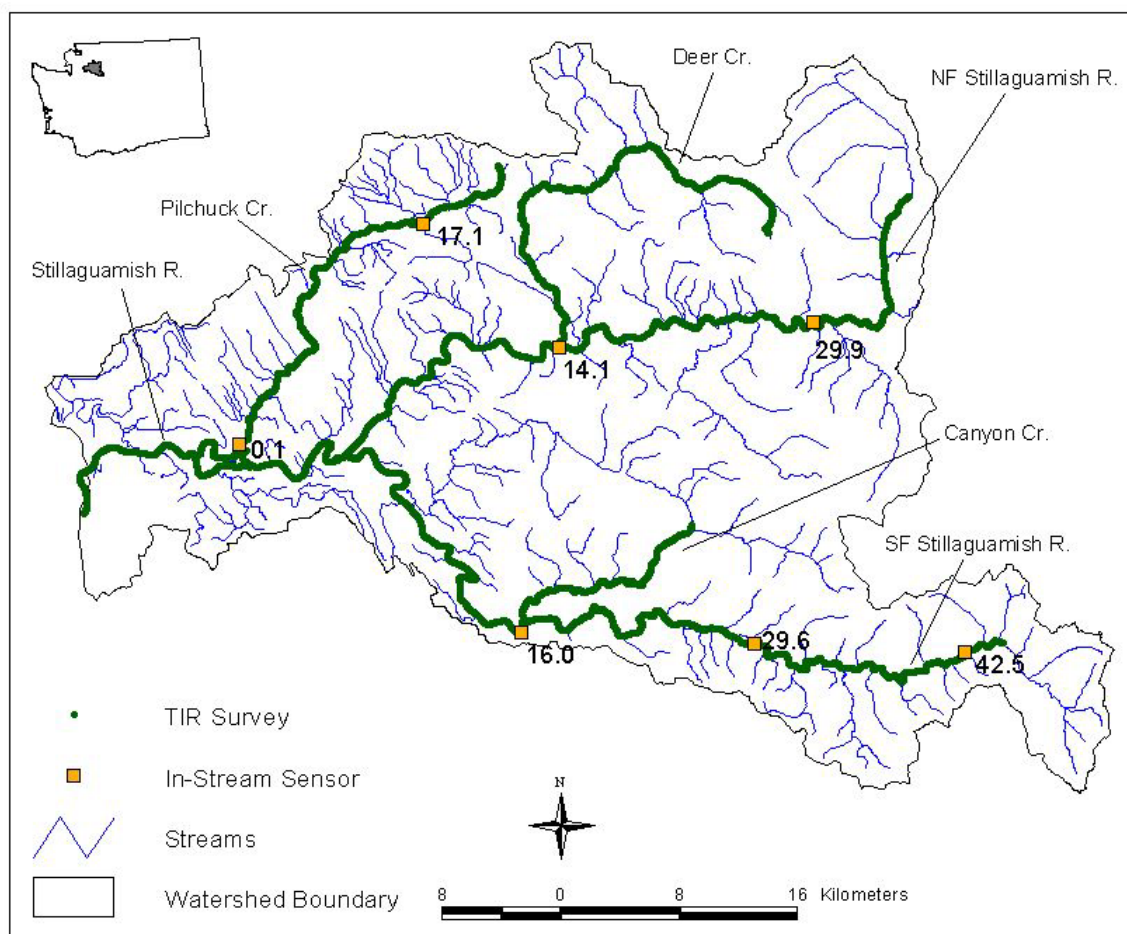 Deer Cr.
NF Stillaguamish R.
Pilchuck Cr.
17.1
Stillaguamish R.
14.1
29.9
0.1
Canyon Cr.
SF Stillaguamish R.
16.0
29.6
42.5
TIR Survey
In-Stream Sensor
Streams
Watershed Boundary
N
8 0 8 16 Kilometers